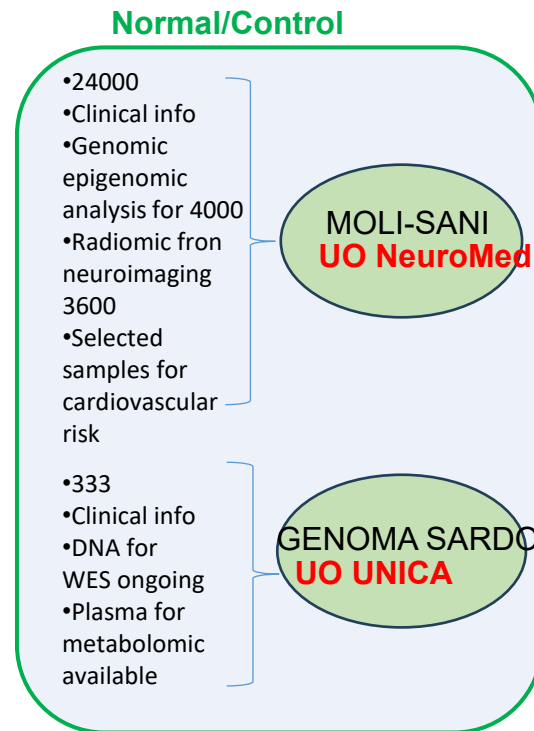 Normal/Control
•24000
•Clinical info
•Genomic
epigenomic
analysis for 4000
•Radiomic fron
neuroimaging
3600
•Selected
samples for
cardiovascular
risk
MOLI-SANI
UO NeuroMed
•333
•Clinical info
•DNA for
WES ongoing
•Plasma for
metabolomic
available
GENOMA SARDO
UO UNICA